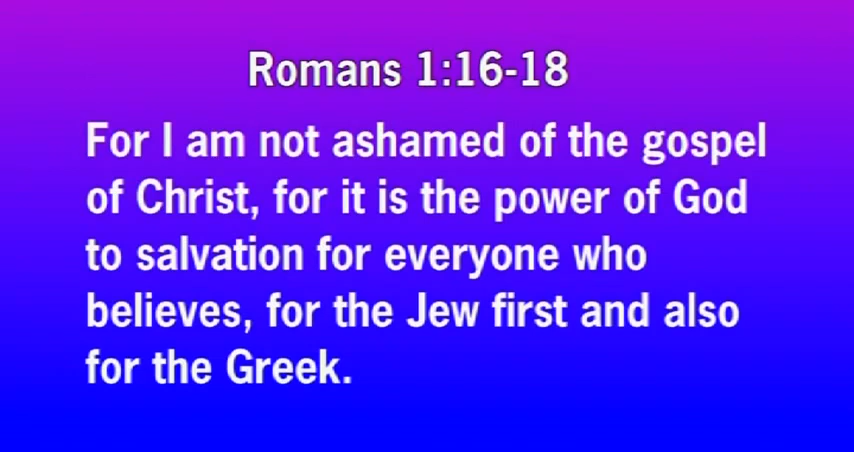 Romans 1:16-18
For I am not ashamed of the gospel
of Christ, for it is the power of God
to salvation for everyone who
believes, for the Jew first and also
for the Greek.